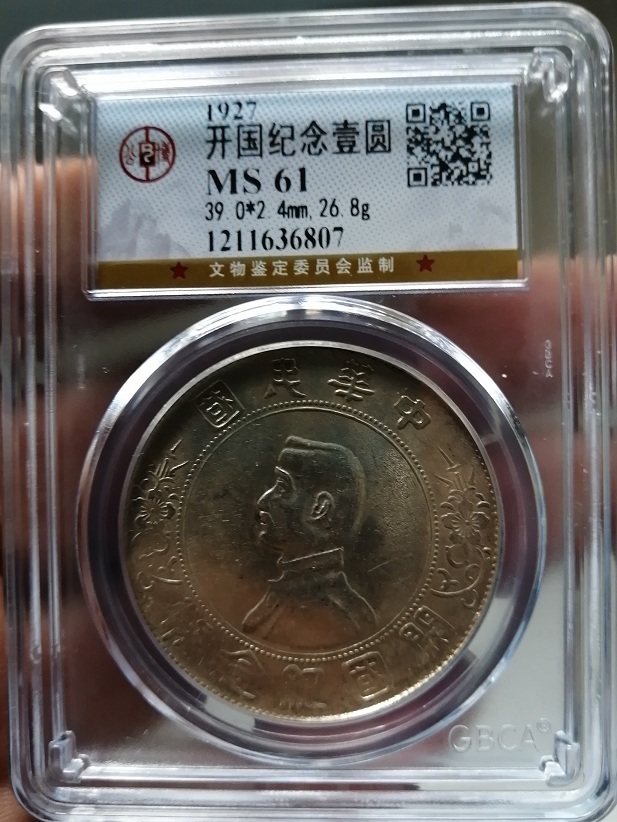 1927
开国纪念壹圆
MS 61
39.0*2.4mm,26.8g
1211636807
★ 文物鉴定委员会监制 ★
中華民國
開國紀念幣
GBCA®